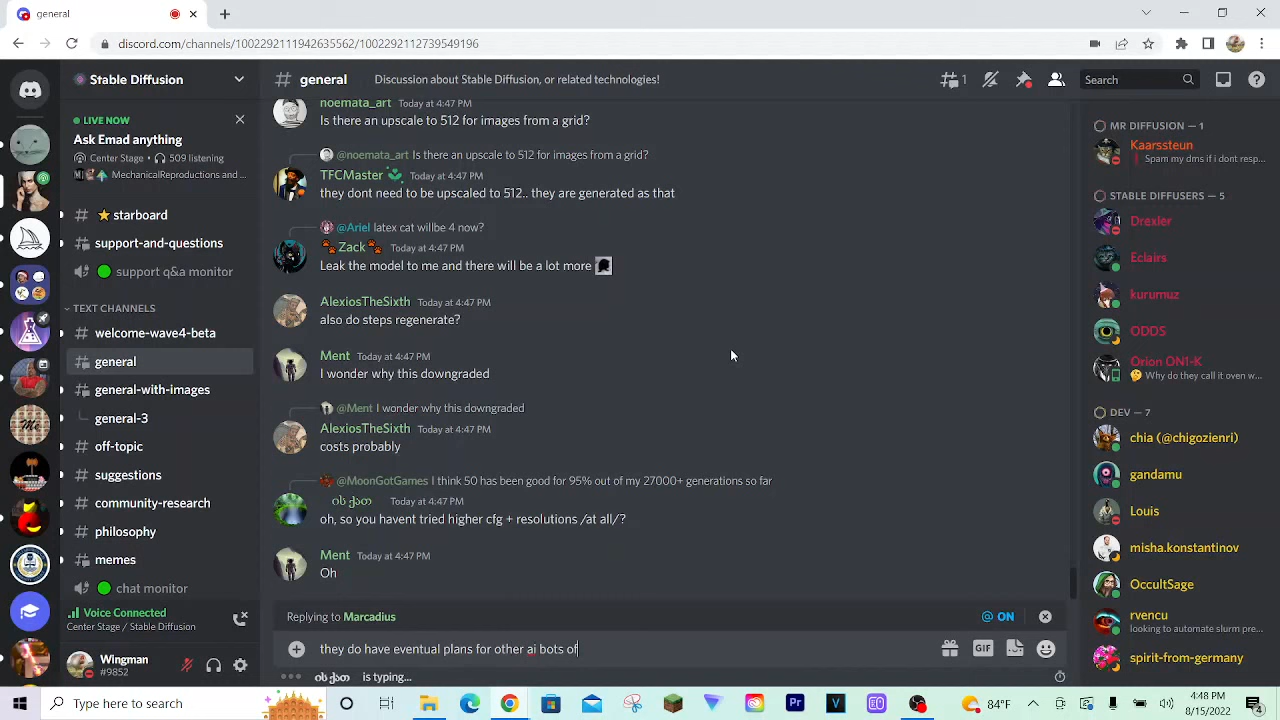 general
discord.com/channels/1002292111942635562/1002292112739549196
Stable Diffusion
general
Discussion about Stable Diffusion, or related technologies!
1
Search
LIVE NOW
Ask Emad anything
Center Stage • 509 listening
MechanicalReproductions and ...
starboard
support-and-questions
support q&a monitor
TEXT CHANNELS
welcome-wave4-beta
general
general-with-images
general-3
off-topic
suggestions
community-research
philosophy
memes
chat monitor
Voice Connected
Center Stage / Stable Diffusion
Wingman
#9852
noemata_art Today at 4:47 PM
Is there an upscale to 512 for images from a grid?
@noemata_art Is there an upscale to 512 for images from a grid?
TFCMaster Today at 4:47 PM
they dont need to be upscaled to 512.. they are generated as that
@Ariel latex cat willbe 4 now?
Zack Today at 4:47 PM
Leak the model to me and there will be a lot more
AlexiosTheSixth Today at 4:47 PM
also do steps regenerate?
Ment Today at 4:47 PM
I wonder why this downgraded
@Ment I wonder why this downgraded
AlexiosTheSixth Today at 4:47 PM
costs probably
@MoonGotGames I think 10 has been good for 95% out of my 27000+ generations so far
Today at 4:47 PM
oh, so you havent tried higher cfg + resolutions /at all/?
Ment Today at 4:47 PM
Oh
Replying to Marcadius
@ ON
they do have eventual plans for other ai bots of
GIF
is typing...
MR DIFFUSION — 1
Kaarssteun
Spam my dms if i dont resp...
STABLE DIFFUSERS — 5
Drexler
Eclairs
kurumuz
ODDS
Orion ON1-K
Why do they call it oven w...
DEV — 7
chia (@chigozienri)
gandamu
Louis
misha.konstantinov
OccultSage
rvencu
looking to automate slurm pre...
spirit-from-germany
Type here to search
84°F
4:48 PM
8/15/2022